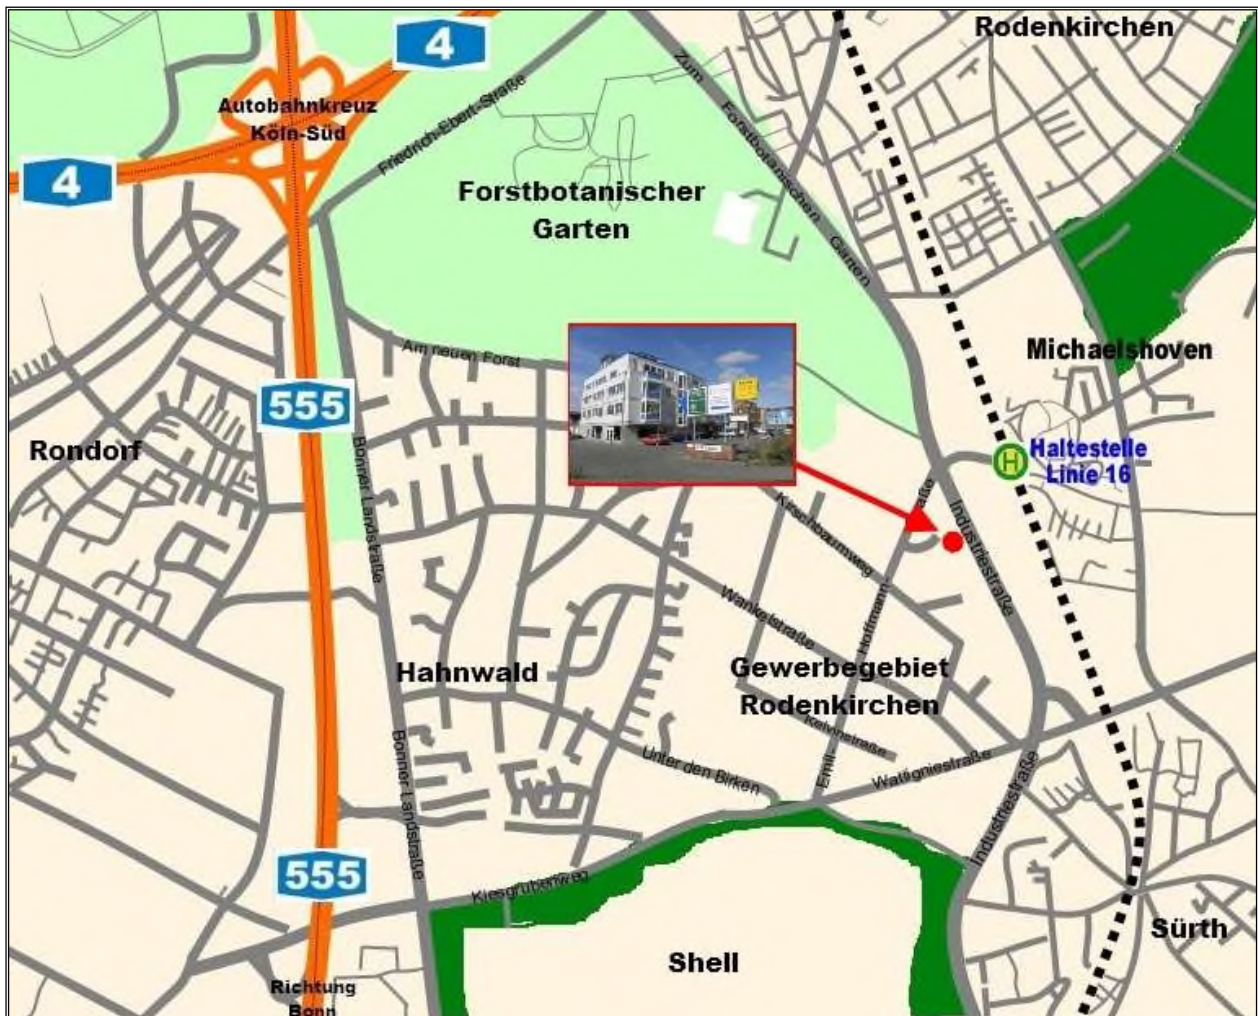 Rodenkirchen
4
Autobahnkreuz
Köln-Süd
4
Friedrich-Ebert-Straße
Zum Forstbotanischen Garten
Forstbotanischer
Garten
Am neuen Forst
Michaelshoven
555
Rondorf
Bonner Landstraße
H
Haltestelle
Linie 16
Industriestraße
Kirschbaumweg
Wankelstraße
Emil-Hoffmann-
aße
Hahnwald
Gewerbegebiet
Rodenkirchen
Kelvinstraße
Unter den Birken
Wattigniestraße
Bonner Landstraße
Industriestraße
555
Kiesgrubenweg
Sürth
Shell
Richtung
Bonn